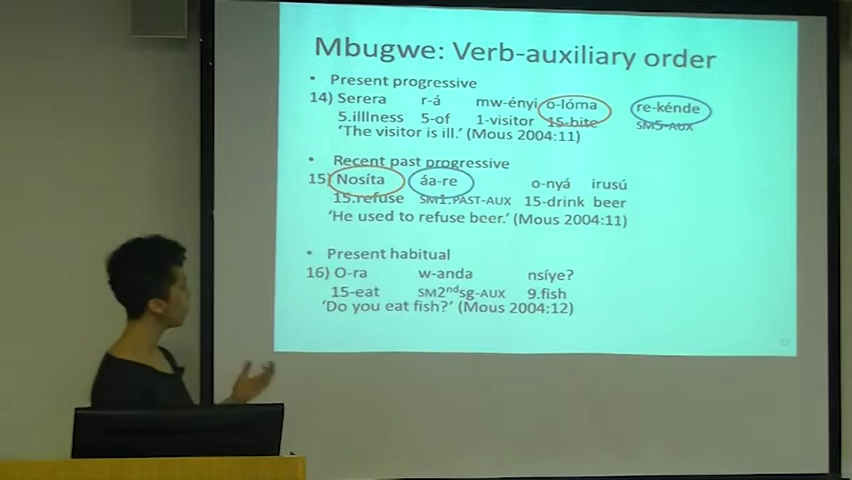 Mbugwe: Verb-auxiliary order
• Present progressive
14) Serera r-á mw-ényi o-lóma re-kénde
5.illlness 5-of 1-visitor 15-bite SM5-AUX
'The visitor is ill.' (Mous 2004:11)
• Recent past progressive
15) Nosíta áa-re o-nyá irusú
15.refuse SM1.PAST-AUX 15-drink beer
'He used to refuse beer.' (Mous 2004:11)
• Present habitual
16) O-ra w-anda nsíye?
15-eat SM2ndsg-AUX 9.fish
'Do you eat fish?' (Mous 2004:12)